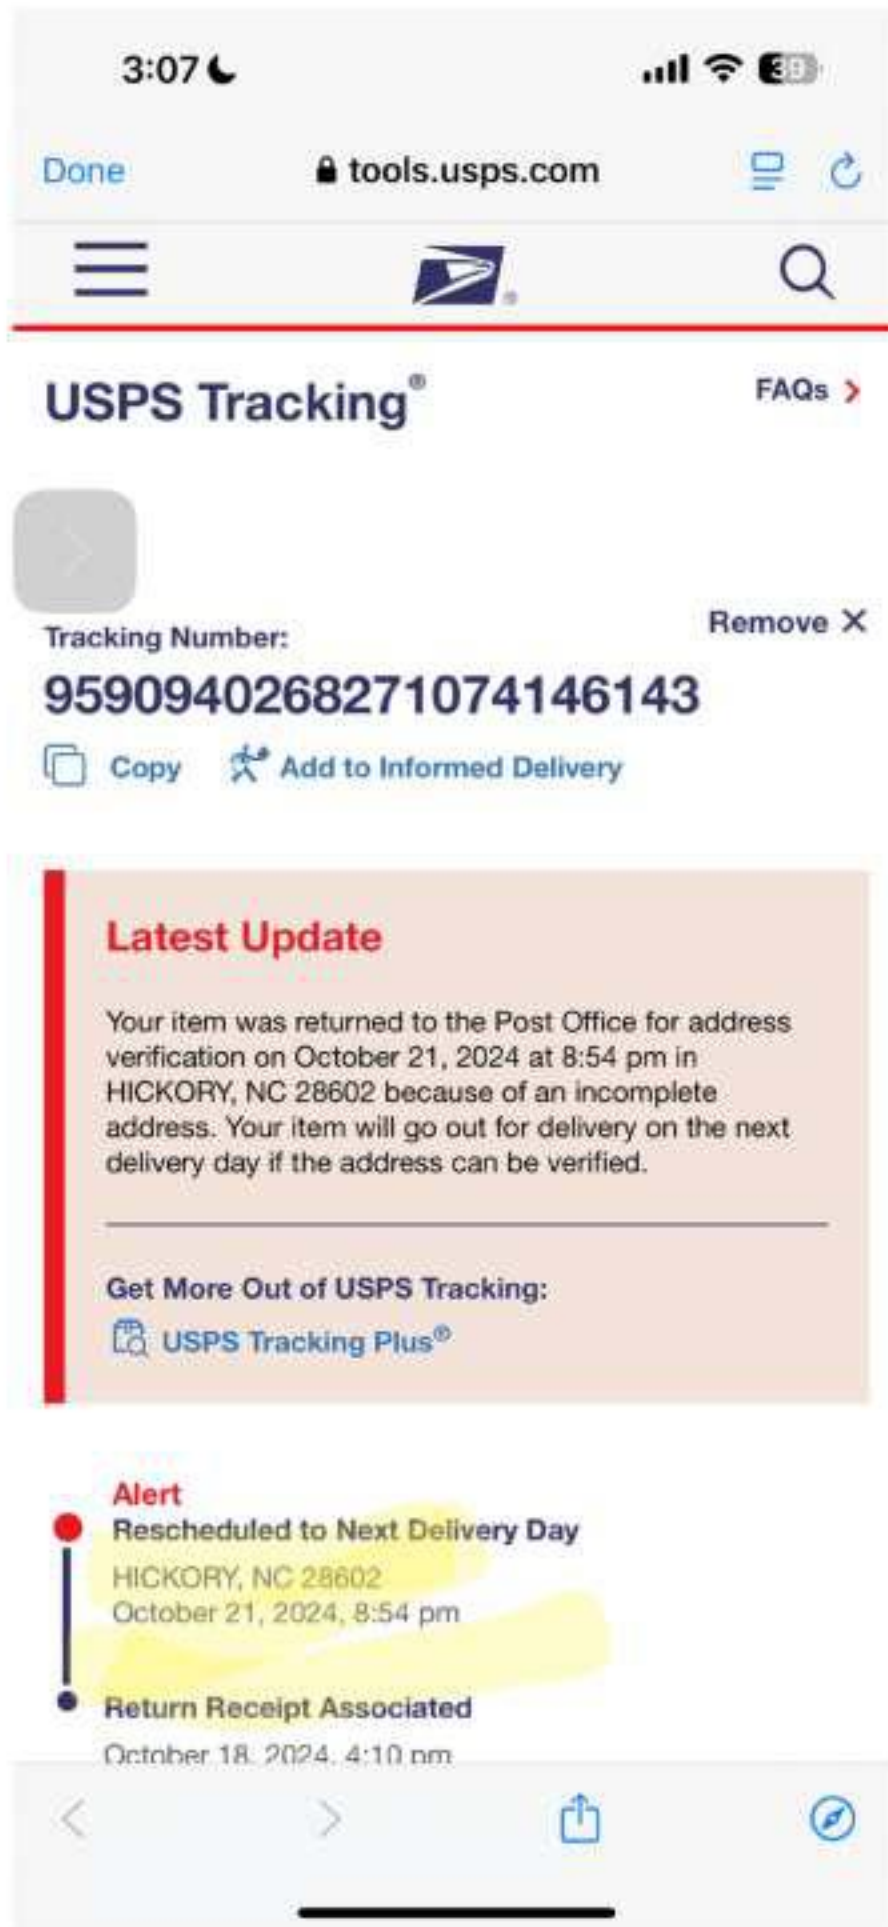 3:07
39
Done
tools.usps.com
USPS Tracking®
FAQs >
Tracking Number:
Remove X
9590940268271074146143
Copy
Add to Informed Delivery
Latest Update
Your item was returned to the Post Office for address
verification on October 21, 2024 at 8:54 pm in
HICKORY, NC 28602 because of an incomplete
address. Your item will go out for delivery on the next
delivery day if the address can be verified.
Get More Out of USPS Tracking:
USPS Tracking Plus®
Alert
Rescheduled to Next Delivery Day
HICKORY, NC 28602
October 21, 2024, 8:54 pm
Return Receipt Associated
October 18, 2024, 4:10 pm